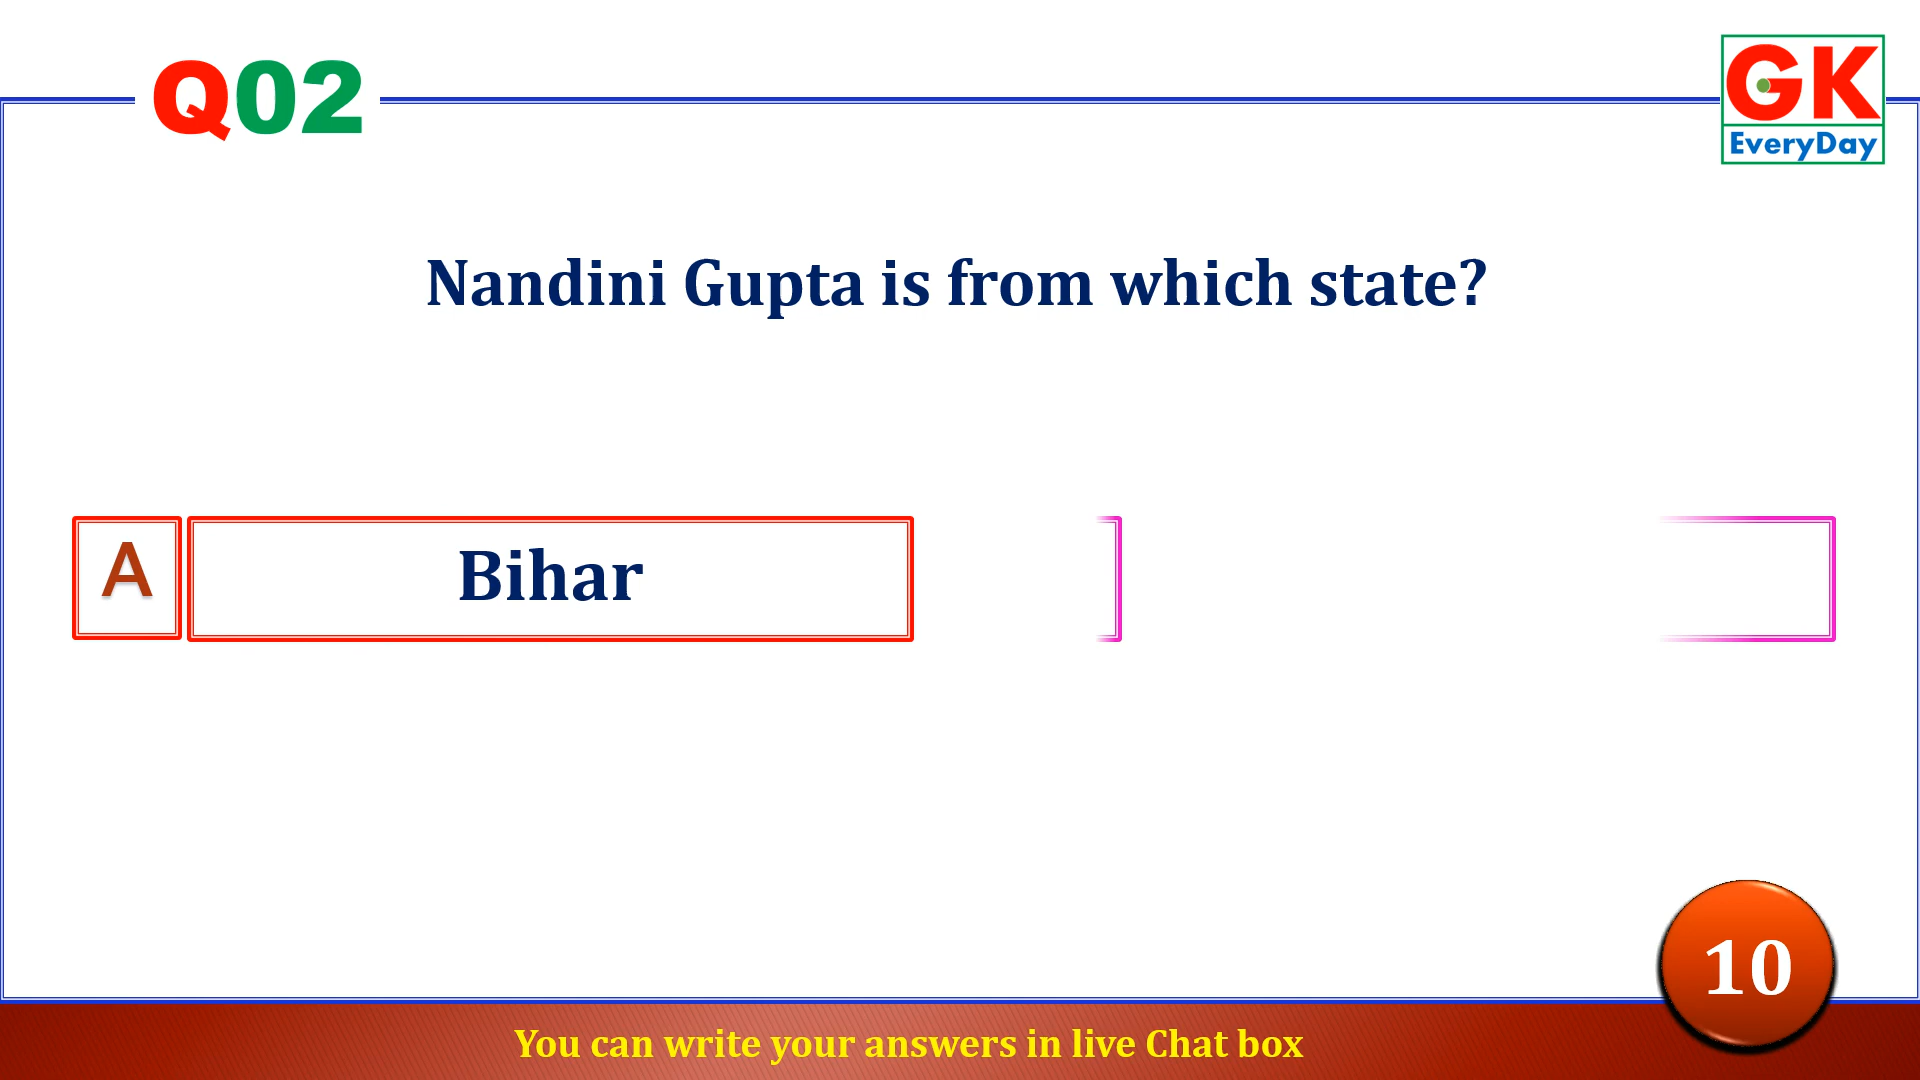 Q02
GK
EveryDay
Nandini Gupta is from which state?
A
Bihar
10
You can write your answers in live Chat box